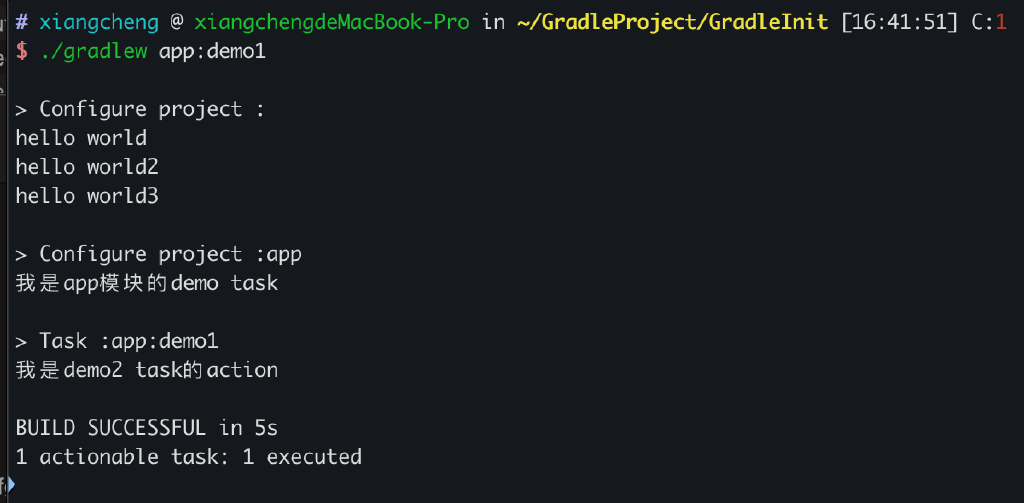 # xiangcheng @ xiangchengdeMacBook-Pro in ~/GradleProject/GradleInit [16:41:51] C:1
$ ./gradlew app:demo1
> Configure project :
hello world
hello world2
hello world3
> Configure project :app
我是app模块的demo task
> Task :app:demo1
我是demo2 task的action
BUILD SUCCESSFUL in 5s
1 actionable task: 1 executed